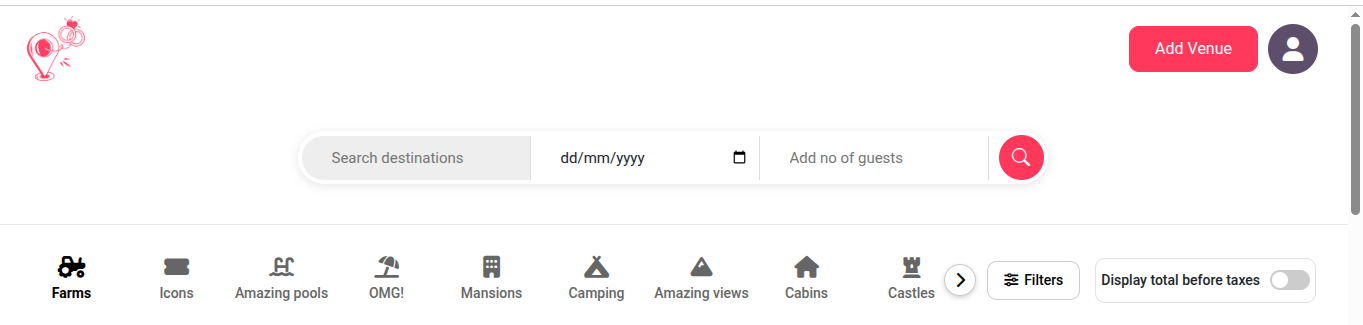 Add Venue
Search destinations
dd/mm/yyyy
Add no of guests
Farms
Icons
Amazing pools
OMG!
Mansions
Camping
Amazing views
Cabins
Castles
Filters
Display total before taxes